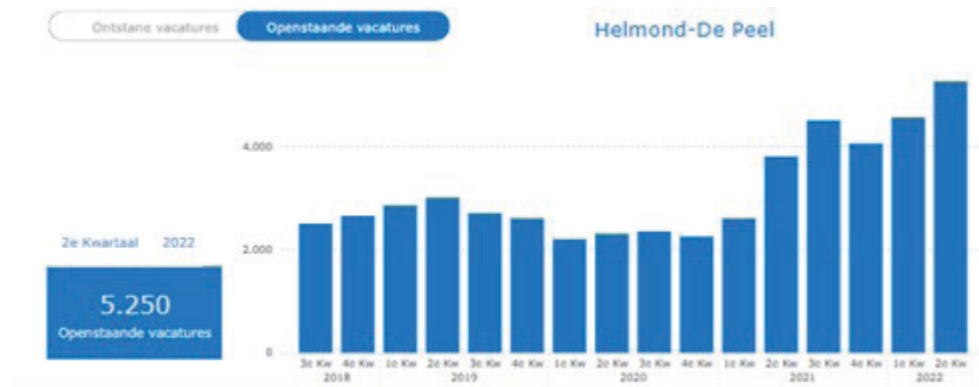 Ontstane vacatures
Openstaande vacatures
Helmond-De Peel
4.000
2.000
0
2e Kwartaal 2022
5.250
Openstaande vacatures
3e Kw 4e Kw 1e Kw 2e Kw 3e Kw 4e Kw 1e Kw 2e Kw 3e Kw 4e Kw 1e Kw 2e Kw 3e Kw 4e Kw 1e Kw 2e Kw
2018 2019 2020 2021 2022